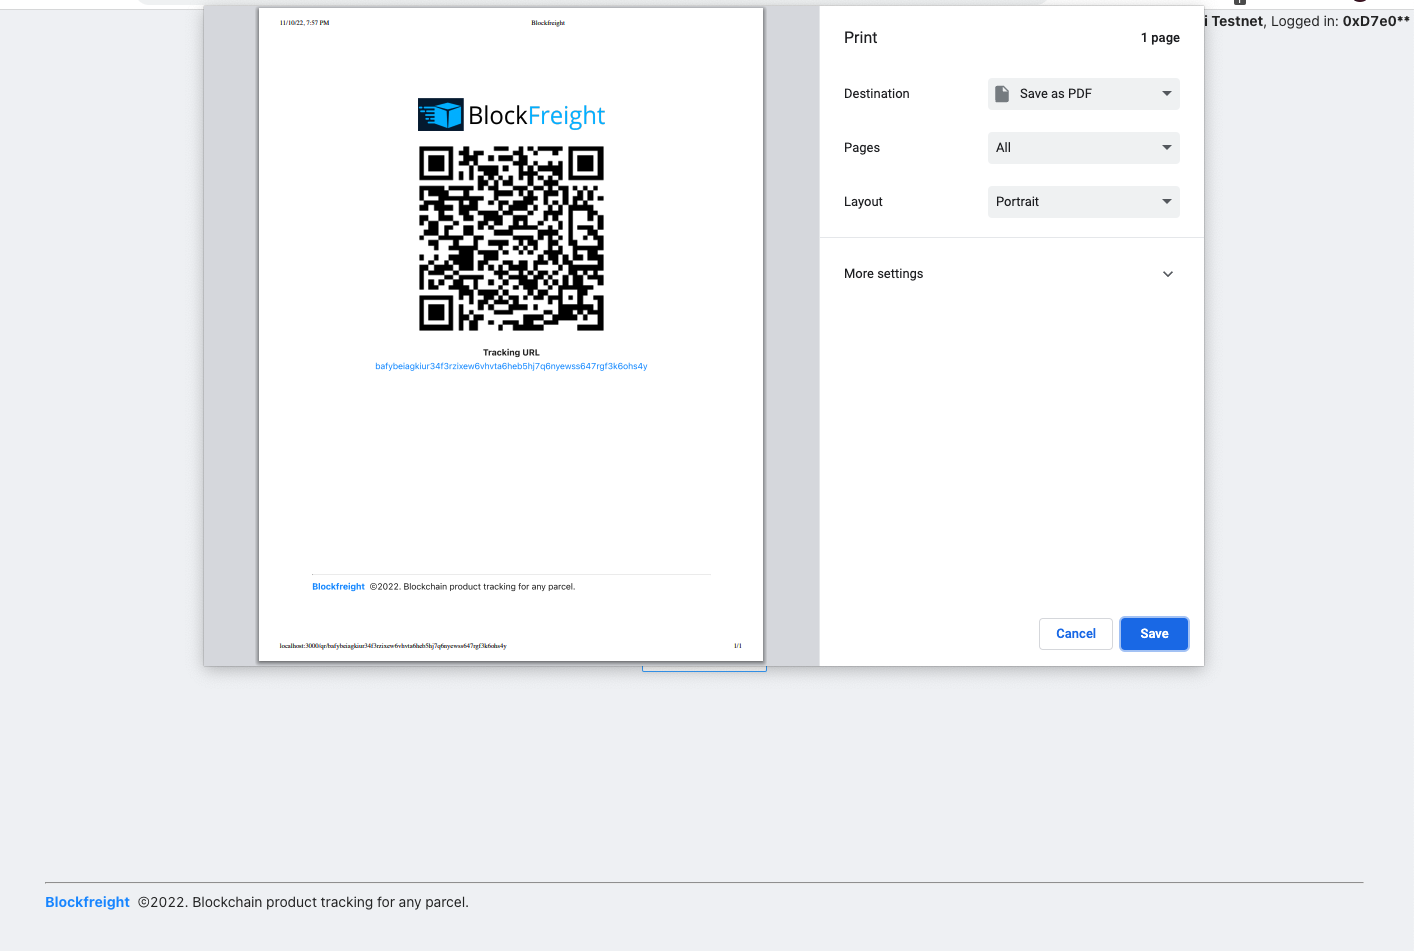 i Testnet, Logged in: 0xD7e0**
11/10/22, 7:57 PM
Blockfreight
BlockFreight
Tracking URL
bafybeiagkiur34f3rzixew6vhvta6heb5hj7q6nyewss647rgf3k6ohs4y
Blockfreight ©2022. Blockchain product tracking for any parcel.
localhost:3000/qr/bafybeiagkiur34f3rzixew6vhvta6heb5hj7q6nyewss647rgf3k6ohs4y
1/1
Print
1 page
Destination
Save as PDF
Pages
All
Layout
Portrait
More settings
Cancel
Save
Blockfreight ©2022. Blockchain product tracking for any parcel.